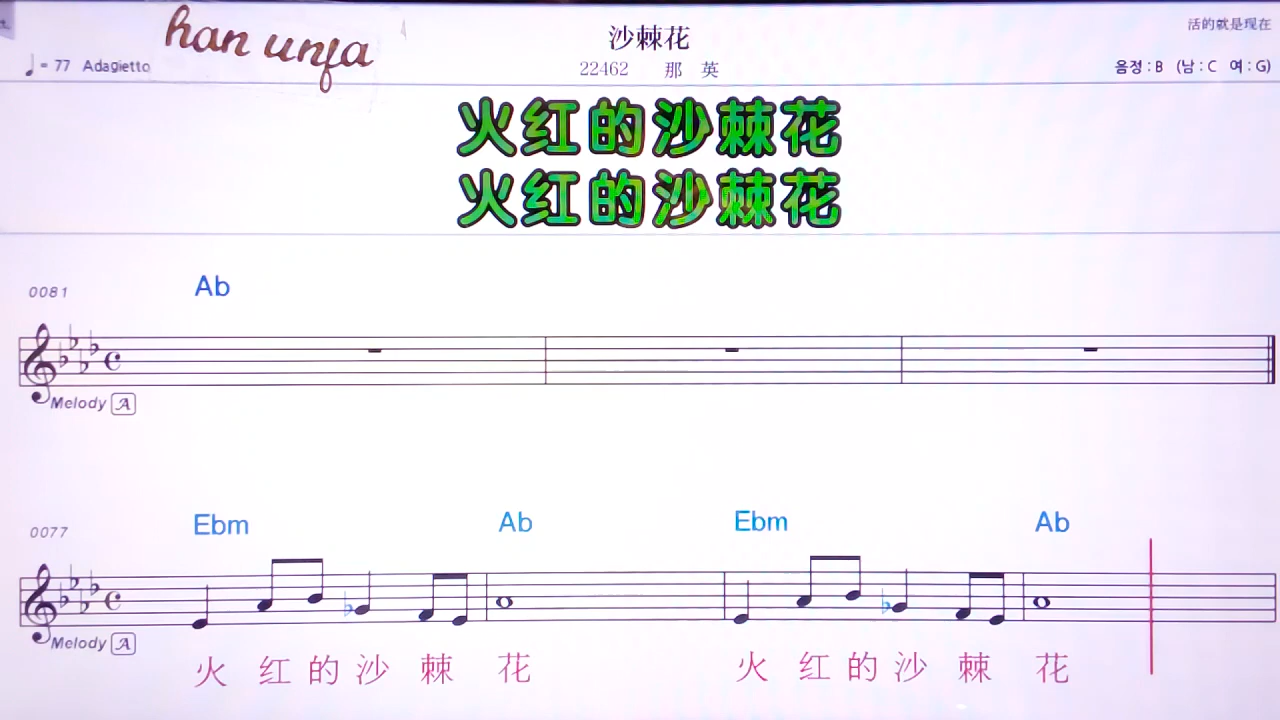 han unfa
沙棘花
活的就是现在
♩= 77 Adagietto
22462 那 英
음정 : B (남 : C 여 : G)
火红的沙棘花
火红的沙棘花
0081
Ab
Melody A
0077
Ebm Ab Ebm Ab
Melody A
火 红 的 沙 棘 花 火 红 的 沙 棘 花